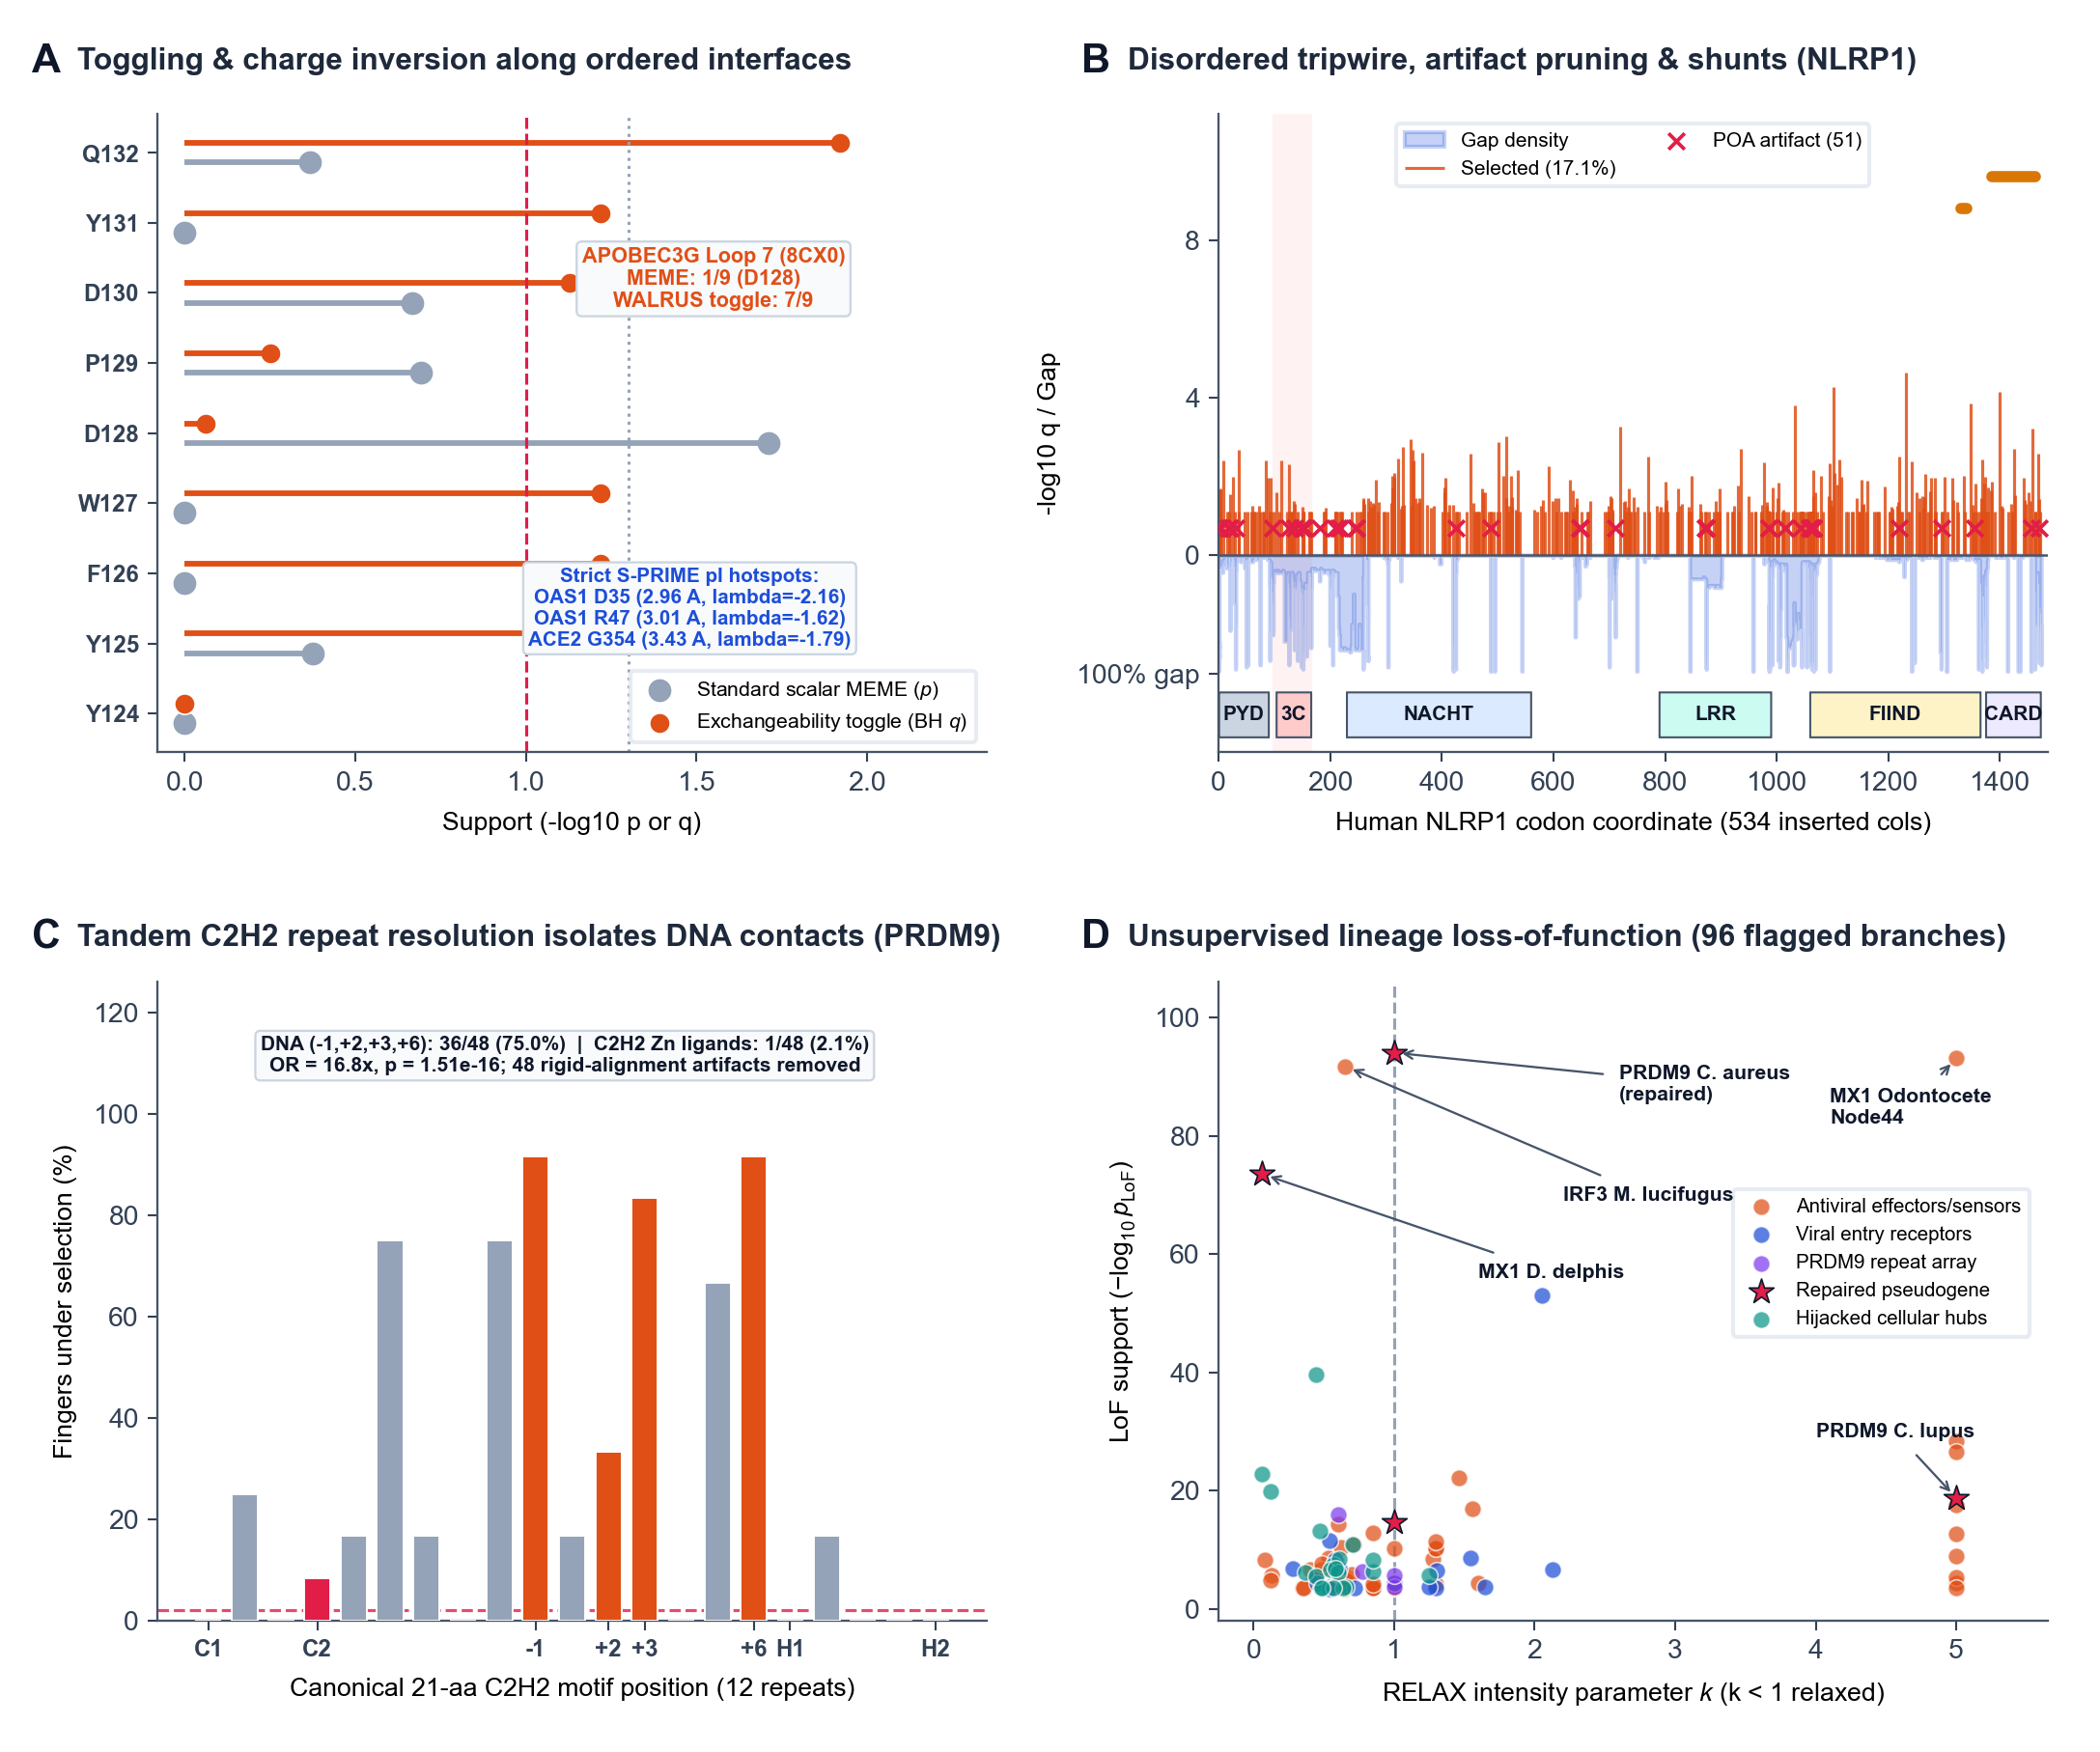 A Toggling & charge inversion along ordered interfaces
Q132
Y131
D130
P129
D128
W127
F126
Y125
Y124
APOBEC3G Loop 7 (8CX0)
MEME: 1/9 (D128)
WALRUS toggle: 7/9
Strict S-PRIME pI hotspots:
OAS1 D35 (2.96 A, lambda=-2.16)
OAS1 R47 (3.01 A, lambda=-1.62)
ACE2 G354 (3.43 A, lambda=-1.79)
Standard scalar MEME (p)
Exchangeability toggle (BH q)
0.0 0.5 1.0 1.5 2.0
Support (-log10 p or q)
B Disordered tripwire, artifact pruning & shunts (NLRP1)
Gap density
Selected (17.1%)
POA artifact (51)
8
4
0
100% gap
-log10 q / Gap
PYD 3C NACHT LRR FIIND CARD
0 200 400 600 800 1000 1200 1400
Human NLRP1 codon coordinate (534 inserted cols)
C Tandem C2H2 repeat resolution isolates DNA contacts (PRDM9)
DNA (-1,+2,+3,+6): 36/48 (75.0%) | C2H2 Zn ligands: 1/48 (2.1%)
OR = 16.8x, p = 1.51e-16; 48 rigid-alignment artifacts removed
120
100
80
60
40
20
0
Fingers under selection (%)
C1 C2 -1 +2 +3 +6 H1 H2
Canonical 21-aa C2H2 motif position (12 repeats)
D Unsupervised lineage loss-of-function (96 flagged branches)
100
80
60
40
20
0
LoF support (−log10 pLoF)
PRDM9 C. aureus
(repaired)
MX1 Odontocete
Node44
IRF3 M. lucifugus
MX1 D. delphis
Antiviral effectors/sensors
Viral entry receptors
PRDM9 repeat array
Repaired pseudogene
Hijacked cellular hubs
PRDM9 C. lupus
0 1 2 3 4 5
RELAX intensity parameter k (k < 1 relaxed)